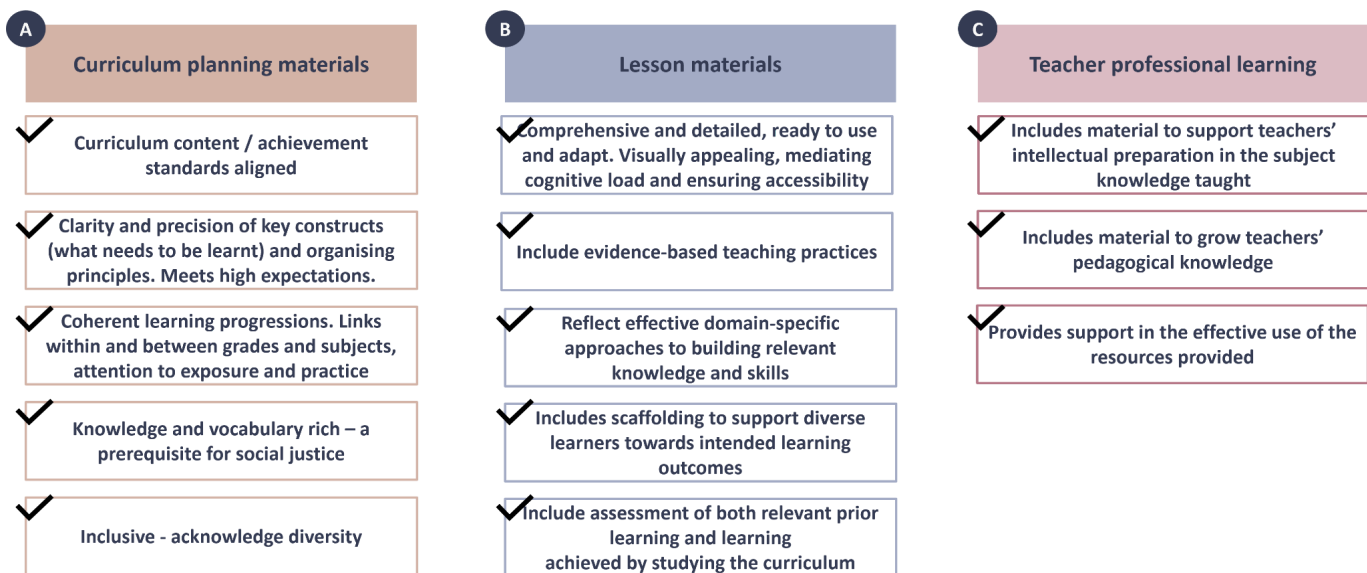 A
Curriculum planning materials
Curriculum content / achievement
standards aligned
Clarity and precision of key constructs
(what needs to be learnt) and organising
principles. Meets high expectations.
Coherent learning progressions. Links
within and between grades and subjects,
attention to exposure and practice
Knowledge and vocabulary rich – a
prerequisite for social justice
Inclusive - acknowledge diversity
B
Lesson materials
Comprehensive and detailed, ready to use
and adapt. Visually appealing, mediating
cognitive load and ensuring accessibility
Include evidence-based teaching practices
Reflect effective domain-specific
approaches to building relevant
knowledge and skills
Includes scaffolding to support diverse
learners towards intended learning
outcomes
Include assessment of both relevant prior
learning and learning
achieved by studying the curriculum
C
Teacher professional learning
Includes material to support teachers’
intellectual preparation in the subject
knowledge taught
Includes material to grow teachers’
pedagogical knowledge
Provides support in the effective use of the
resources provided